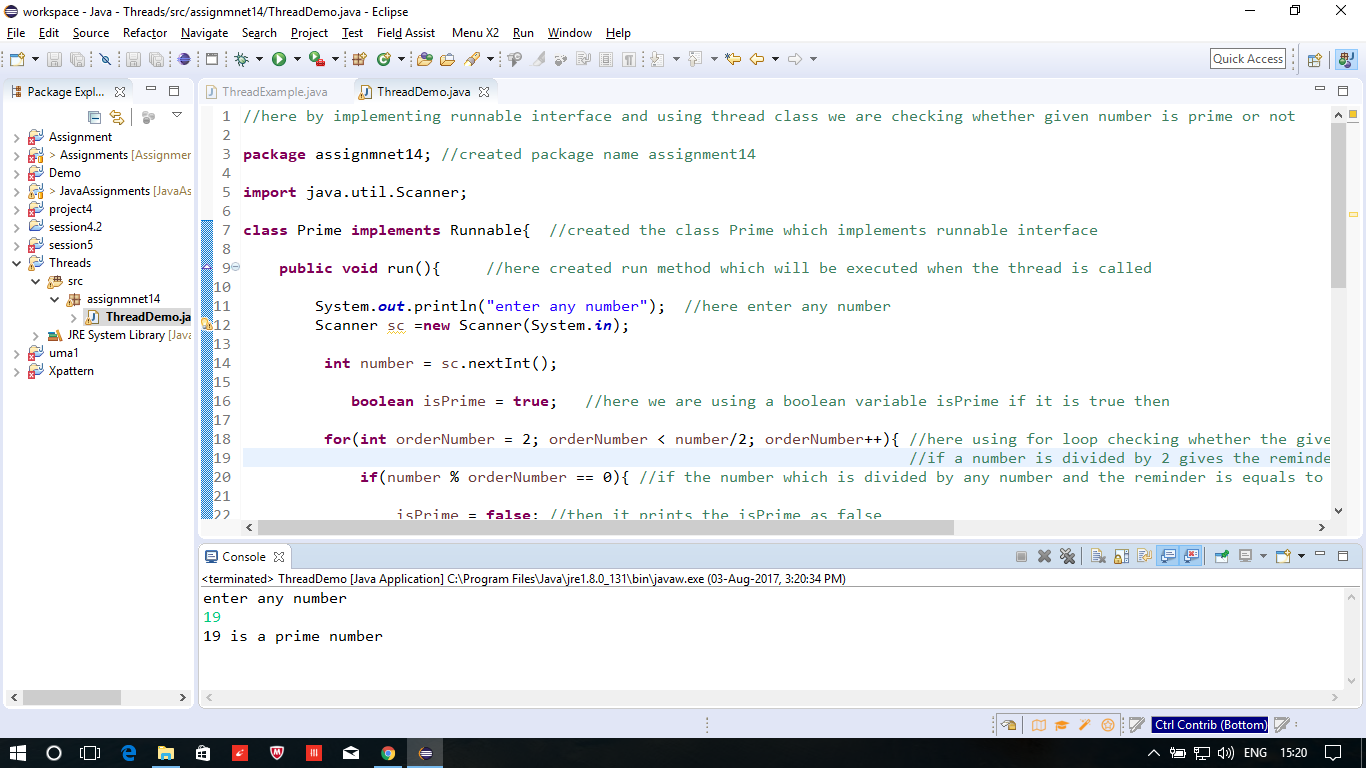 workspace - Java - Threads/src/assignmnet14/ThreadDemo.java - Eclipse
File Edit Source Refactor Navigate Search Project Test Field Assist Menu X2 Run Window Help
Quick Access
Package Expl...
Assignment
> Assignments [Assignmer
Demo
> JavaAssignments [JavaAs
project4
session4.2
session5
Threads
src
assignmnet14
ThreadDemo.ja
JRE System Library [Java
uma1
Xpattern
ThreadExample.java ThreadDemo.java
1 //here by implementing runnable interface and using thread class we are checking whether given number is prime or not
2
3 package assignmnet14; //created package name assignment14
4
5 import java.util.Scanner;
6
7 class Prime implements Runnable{ //created the class Prime which implements runnable interface
8
9 public void run(){ //here created run method which will be executed when the thread is called
10
11 System.out.println("enter any number"); //here enter any number
12 Scanner sc =new Scanner(System.in);
13
14 int number = sc.nextInt();
15
16 boolean isPrime = true; //here we are using a boolean variable isPrime if it is true then
17
18 for(int orderNumber = 2; orderNumber < number/2; orderNumber++){ //here using for loop checking whether the give
19 //if a number is divided by 2 gives the reminde
20 if(number % orderNumber == 0){ //if the number which is divided by any number and the reminder is equals to
21
22 isPrime = false; //then it prints the isPrime as false
Console
<terminated> ThreadDemo [Java Application] C:\Program Files\Java\jre1.8.0_131\bin\javaw.exe (03-Aug-2017, 3:20:34 PM)
enter any number
19
19 is a prime number
Ctrl Contrib (Bottom)
ENG 15:20